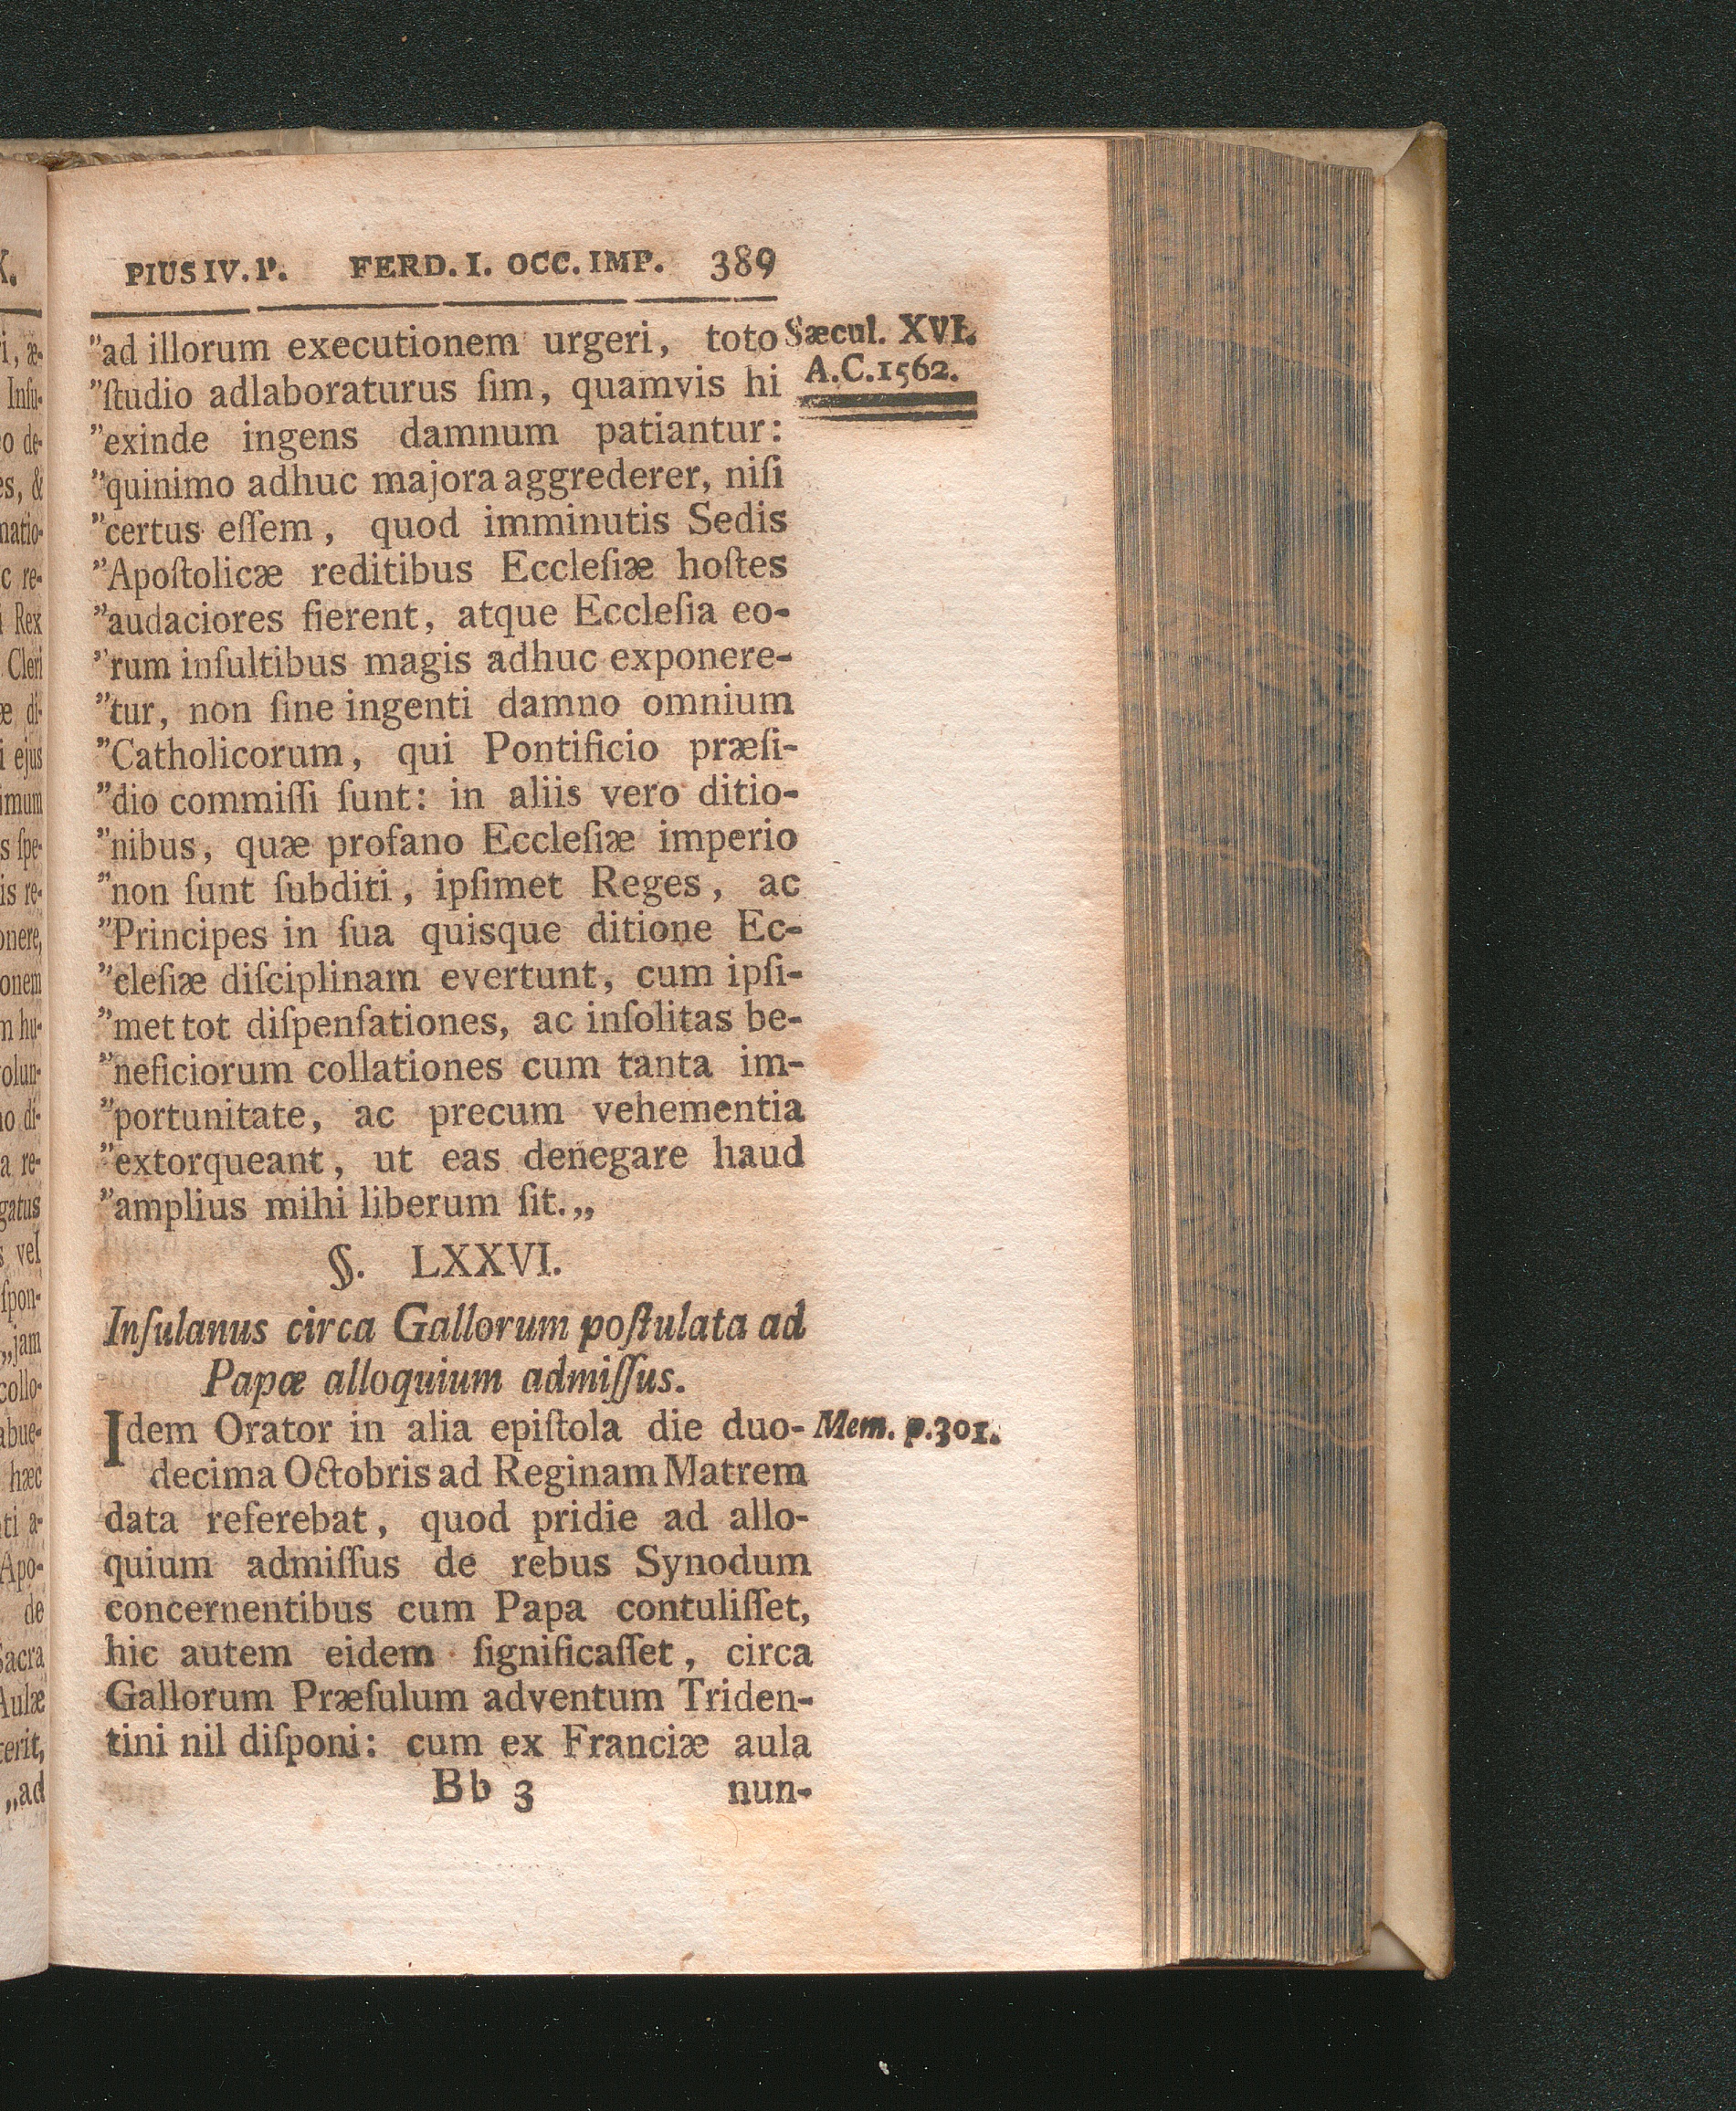 PIUS IV. P. FERD. I. OCC. IMP. 389
Sæcul. XVI.
A.C. 1562.
"ad illorum executionem urgeri, toto
"ſtudio adlaboraturus ſim, quamvis hi
"exinde ingens damnum patiantur:
"quinimo adhuc majora aggrederer, niſi
"certus eſſem, quod imminutis Sedis
"Apoſtolicæ reditibus Eccleſiæ hoſtes
"audaciores fierent, atque Eccleſia eo-
"rum inſultibus magis adhuc exponere-
"tur, non ſine ingenti damno omnium
"Catholicorum, qui Pontificio præſi-
"dio commiſſi ſunt: in aliis vero ditio-
"nibus, quæ profano Eccleſiæ imperio
"non ſunt ſubditi, ipſimet Reges, ac
"Principes in ſua quisque ditione Ec-
"cleſiæ diſciplinam evertunt, cum ipſi-
"met tot diſpenſationes, ac inſolitas be-
"neficiorum collationes cum tanta im-
"portunitate, ac precum vehementia
"extorqueant, ut eas denegare haud
"amplius mihi liberum ſit.„
§. LXXVI.
Inſulanus circa Gallorum poſtulata ad
Papæ alloquium admiſſus.
Idem Orator in alia epiſtola die duo-
Mem. p. 301.
decima Octobris ad Reginam Matrem
data referebat, quod pridie ad allo-
quium admiſſus de rebus Synodum
concernentibus cum Papa contuliſſet,
hic autem eidem ſignificaſſet, circa
Gallorum Præſulum adventum Triden-
tini nil diſponi: cum ex Franciæ aula
Bb 3 nun-